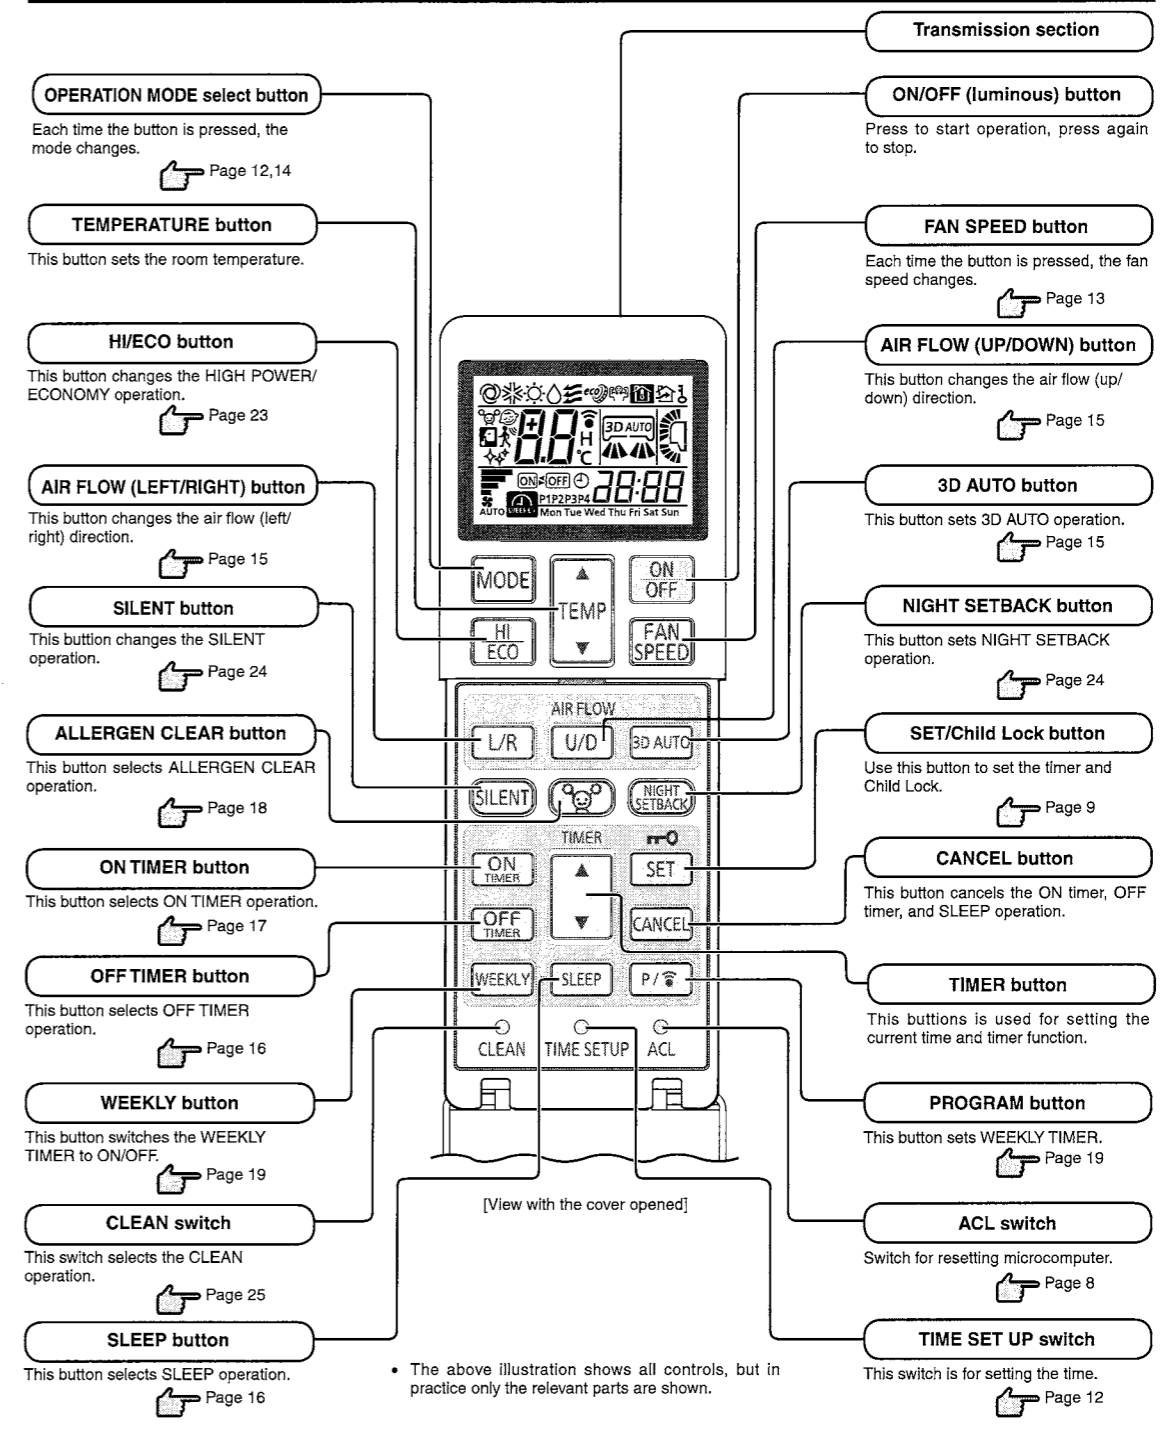 Transmission section
OPERATION MODE select button
Each time the button is pressed, the
mode changes.
Page 12,14
TEMPERATURE button
This button sets the room temperature.
HI/ECO button
This button changes the HIGH POWER/
ECONOMY operation.
Page 23
AIR FLOW (LEFT/RIGHT) button
This button changes the air flow (left/
right) direction.
Page 15
SILENT button
This buttion changes the SILENT
operation.
Page 24
ALLERGEN CLEAR button
This button selects ALLERGEN CLEAR
operation.
Page 18
ON TIMER button
This button selects ON TIMER operation.
Page 17
OFF TIMER button
This button selects OFF TIMER
operation.
Page 16
WEEKLY button
This button switches the WEEKLY
TIMER to ON/OFF.
Page 19
CLEAN switch
This switch selects the CLEAN
operation.
Page 25
SLEEP button
This button selects SLEEP operation.
Page 16
eco
3D AUTO
8.8
H
°C
ON OFF
28:88
P1P2P3P4
AUTO
Mon Tue Wed Thu Fri Sat Sun
MODE
TEMP
ON
OFF
HI
ECO
FAN
SPEED
AIR FLOW
L/R
U/D
3D AUTO
SILENT
NIGHT
SETBACK
TIMER
ON
TIMER
SET
OFF
TIMER
CANCEL
WEEKLY
SLEEP
P/
CLEAN
TIME SETUP
ACL
[View with the cover opened]
• The above illustration shows all controls, but in
practice only the relevant parts are shown.
ON/OFF (luminous) button
Press to start operation, press again
to stop.
FAN SPEED button
Each time the button is pressed, the fan
speed changes.
Page 13
AIR FLOW (UP/DOWN) button
This button changes the air flow (up/
down) direction.
Page 15
3D AUTO button
This button sets 3D AUTO operation.
Page 15
NIGHT SETBACK button
This button sets NIGHT SETBACK
operation.
Page 24
SET/Child Lock button
Use this button to set the timer and
Child Lock.
Page 9
CANCEL button
This button cancels the ON timer, OFF
timer, and SLEEP operation.
TIMER button
This buttions is used for setting the
current time and timer function.
PROGRAM button
This button sets WEEKLY TIMER.
Page 19
ACL switch
Switch for resetting microcomputer.
Page 8
TIME SET UP switch
This switch is for setting the time.
Page 12